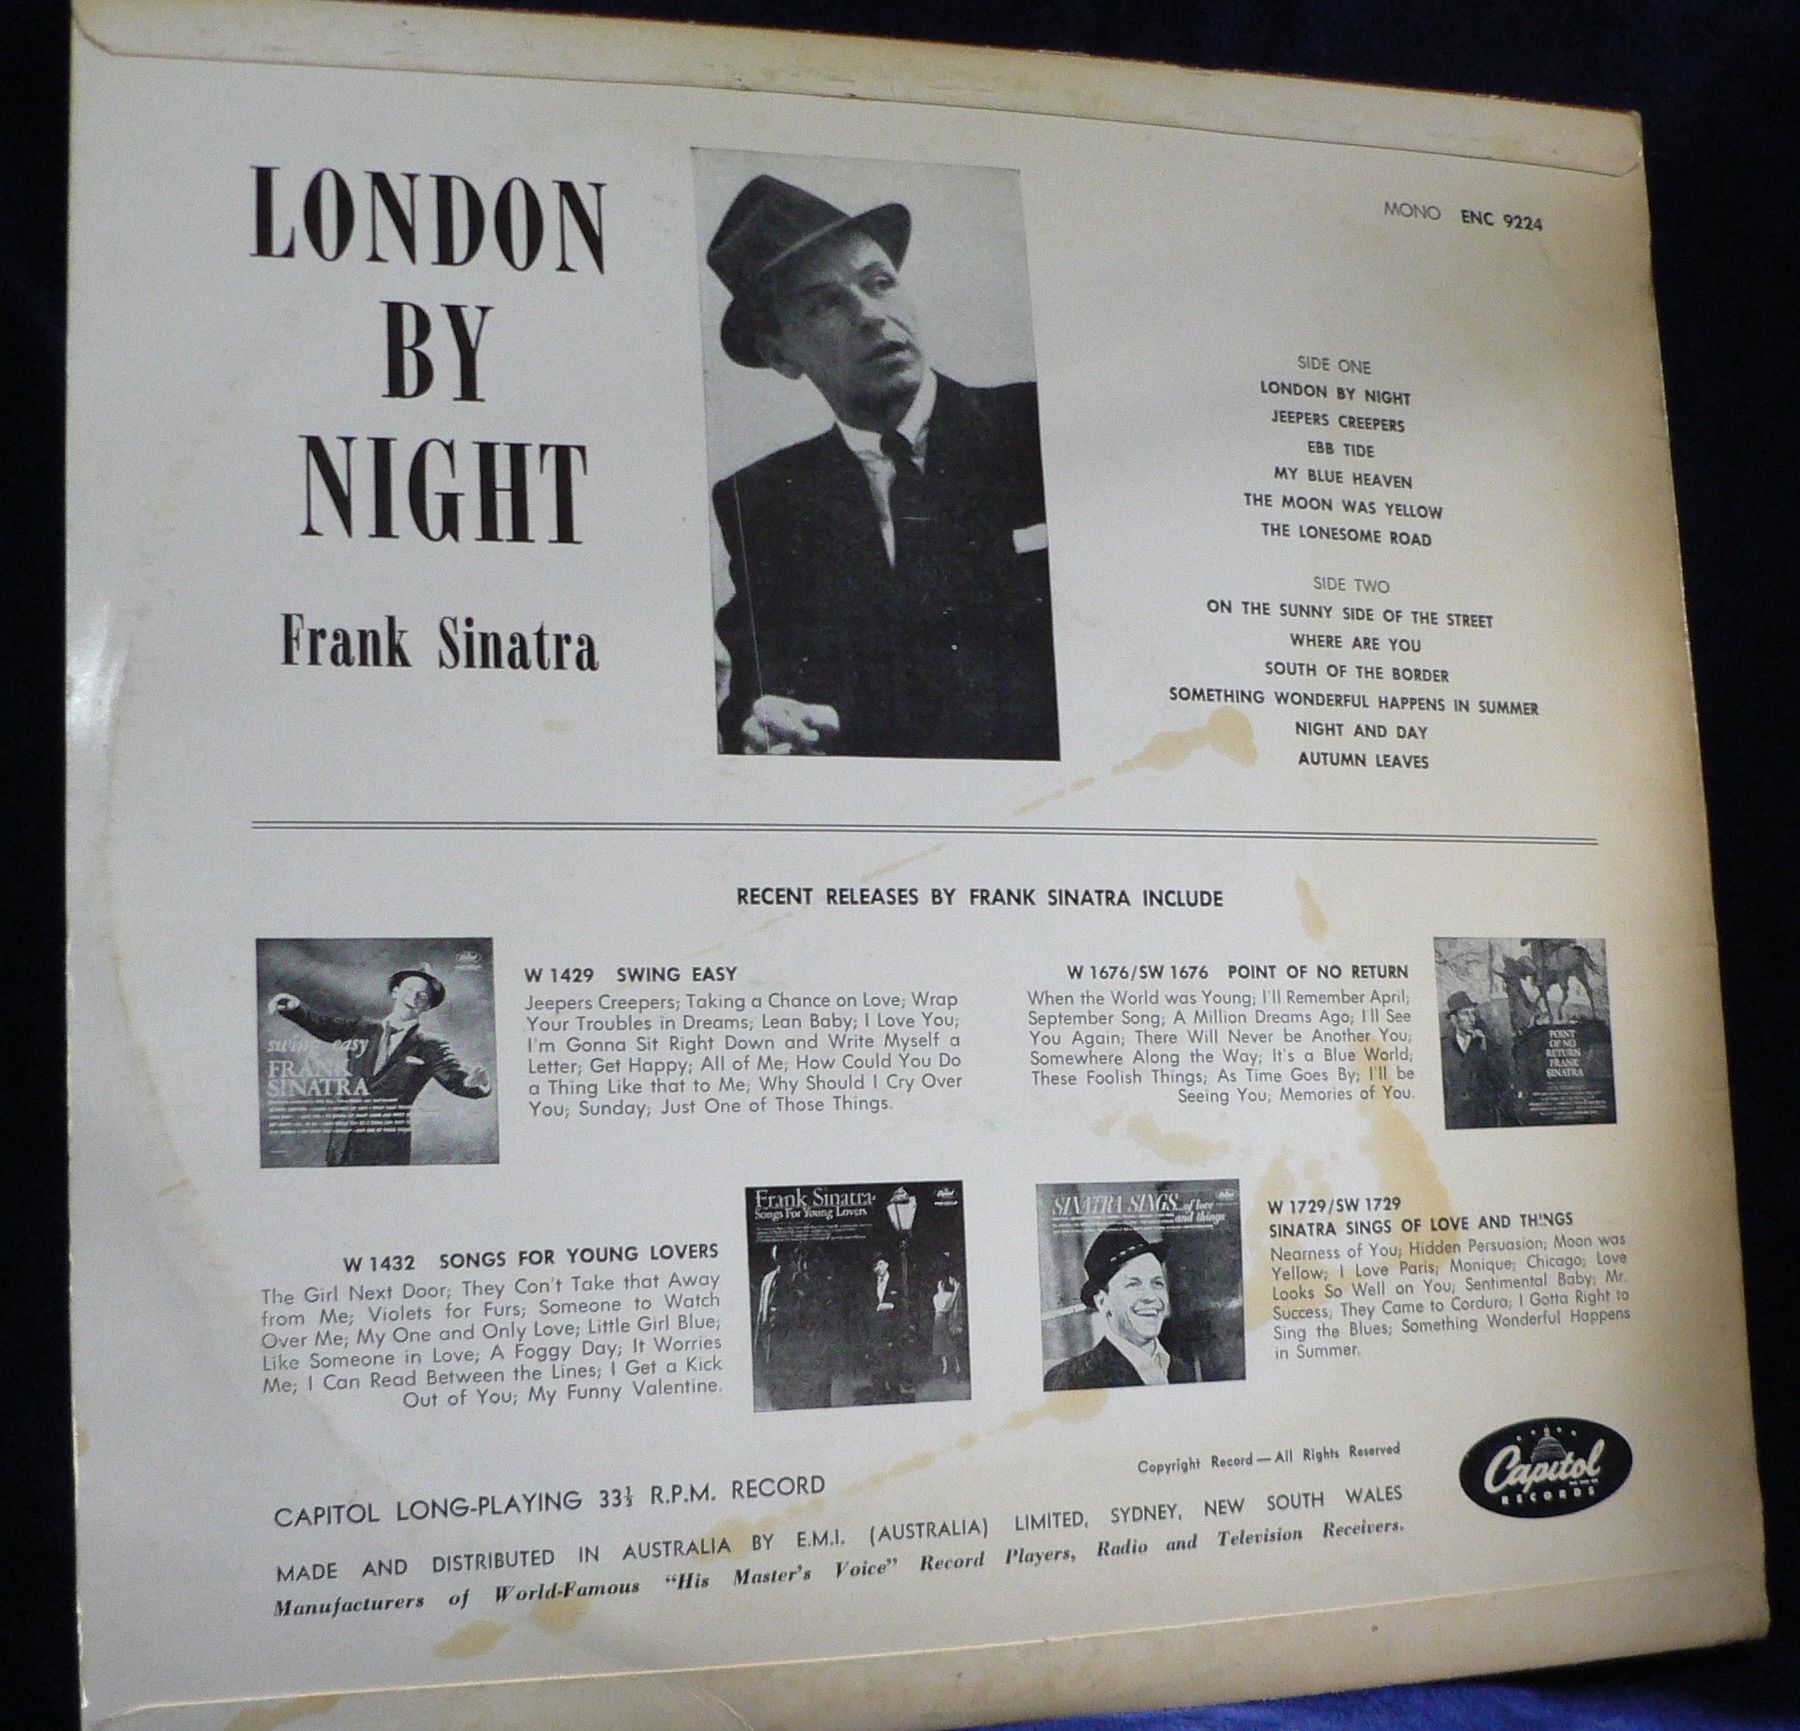 LONDON
BY
NIGHT
Frank Sinatra
MONO ENC 9224
SIDE ONE
LONDON BY NIGHT
JEEPERS CREEPERS
EBB TIDE
MY BLUE HEAVEN
THE MOON WAS YELLOW
THE LONESOME ROAD
SIDE TWO
ON THE SUNNY SIDE OF THE STREET
WHERE ARE YOU
SOUTH OF THE BORDER
SOMETHING WONDERFUL HAPPENS IN SUMMER
NIGHT AND DAY
AUTUMN LEAVES
RECENT RELEASES BY FRANK SINATRA INCLUDE
swing easy
FRANK
SINATRA
W 1429 SWING EASY
Jeepers Creepers; Taking a Chance on Love; Wrap
Your Troubles in Dreams; Lean Baby; I Love You;
I'm Gonna Sit Right Down and Write Myself a
Letter; Get Happy; All of Me; How Could You Do
a Thing Like that to Me; Why Should I Cry Over
You; Sunday; Just One of Those Things.
W 1676/SW 1676 POINT OF NO RETURN
When the World was Young; I'll Remember April;
September Song; A Million Dreams Ago; I'll See
You Again; There Will Never be Another You;
Somewhere Along the Way; It's a Blue World;
These Foolish Things; As Time Goes By; I'll be
Seeing You; Memories of You.
POINT
OF NO
RETURN
FRANK
SINATRA
W 1432 SONGS FOR YOUNG LOVERS
The Girl Next Door; They Con't Take that Away
from Me; Violets for Furs; Someone to Watch
Over Me; My One and Only Love; Little Girl Blue;
Like Someone in Love; A Foggy Day; It Worries
Me; I Can Read Between the Lines; I Get a Kick
Out of You; My Funny Valentine.
Frank Sinatra
Songs For Young Lovers
SINATRA SINGS...of love
and things
W 1729/SW 1729
SINATRA SINGS OF LOVE AND THINGS
Nearness of You; Hidden Persuasion; Moon was
Yellow; I Love Paris; Monique; Chicago; Love
Looks So Well on You; Sentimental Baby; Mr.
Success; They Came to Cordura; I Gotta Right to
Sing the Blues; Something Wonderful Happens
in Summer.
CAPITOL LONG-PLAYING 33⅓ R.P.M. RECORD
Copyright Record — All Rights Reserved
MADE AND DISTRIBUTED IN AUSTRALIA BY E.M.I. (AUSTRALIA) LIMITED, SYDNEY, NEW SOUTH WALES
Manufacturers of World-Famous "His Master's Voice" Record Players, Radio and Television Receivers.
Capitol
RECORDS